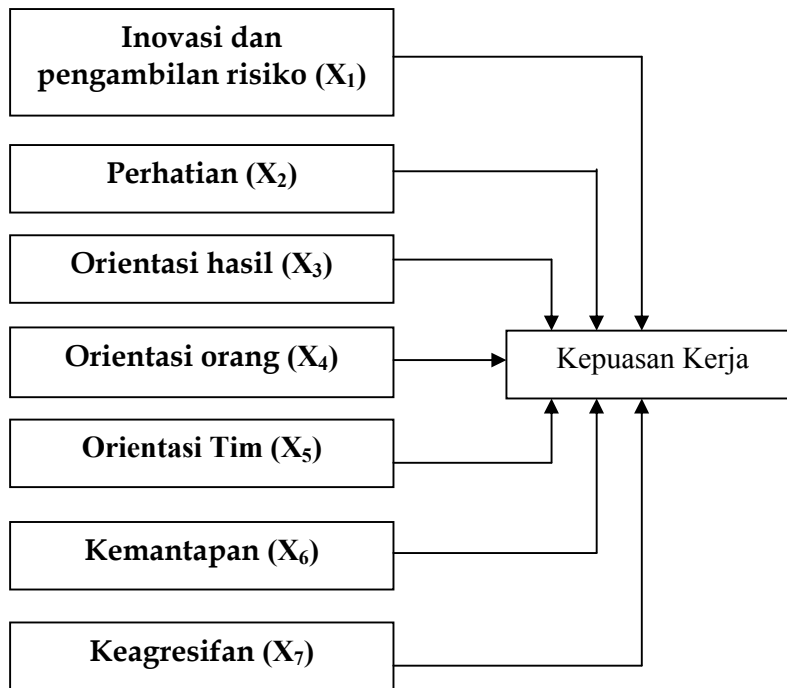 Inovasi dan
pengambilan risiko (X₁)
Perhatian (X₂)
Orientasi hasil (X₃)
Orientasi orang (X₄)
Kepuasan Kerja
Orientasi Tim (X₅)
Kemantapan (X₆)
Keagresifan (X₇)